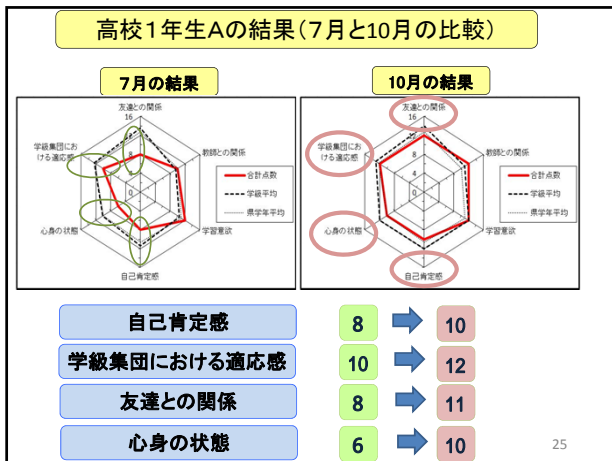 高校１年生Ａの結果（７月と10月の比較）
７月の結果
10月の結果
友達との関係
16
12
8
4
0
学級集団にお
ける適応感
教師との関係
心身の状態
学習意欲
自己肯定感
合計点数
学級平均
県学年平均
友達との関係
16
12
8
4
0
学級集団にお
ける適応感
教師との関係
心身の状態
学習意欲
自己肯定感
合計点数
学級平均
県学年平均
自己肯定感 8 10
学級集団における適応感 10 12
友達との関係 8 11
心身の状態 6 10
25